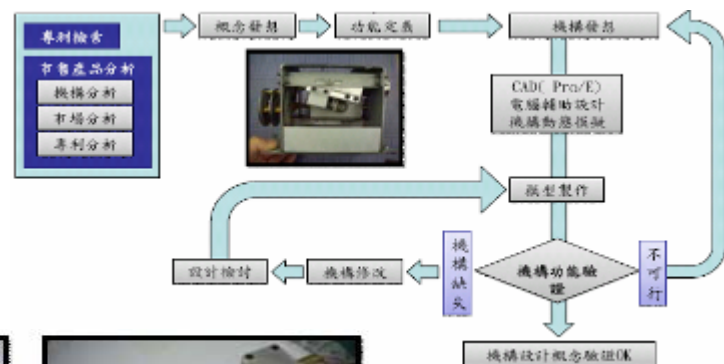 專利檢索
市售產品分析
機構分析
市場分析
專利分析
概念發想
功能定義
機構發想
CAD( Pro/E)
電腦輔助設計
機構動態模擬
模型製作
機構功能驗
證
不可行
機構缺失
機構修改
設計檢討
機構設計概念驗證OK